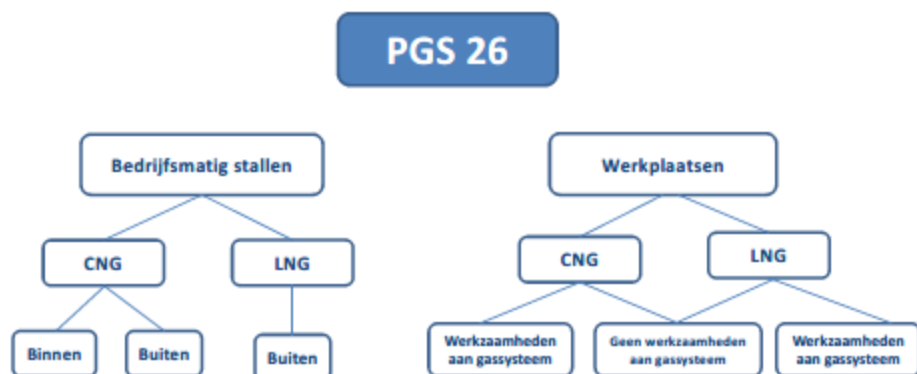 PGS 26
Bedrijfsmatig stallen
Werkplaatsen
CNG
LNG
CNG
LNG
Binnen
Buiten
Buiten
Werkzaamheden
aan gassysteem
Geen werkzaamheden
aan gassysteem
Werkzaamheden
aan gassysteem